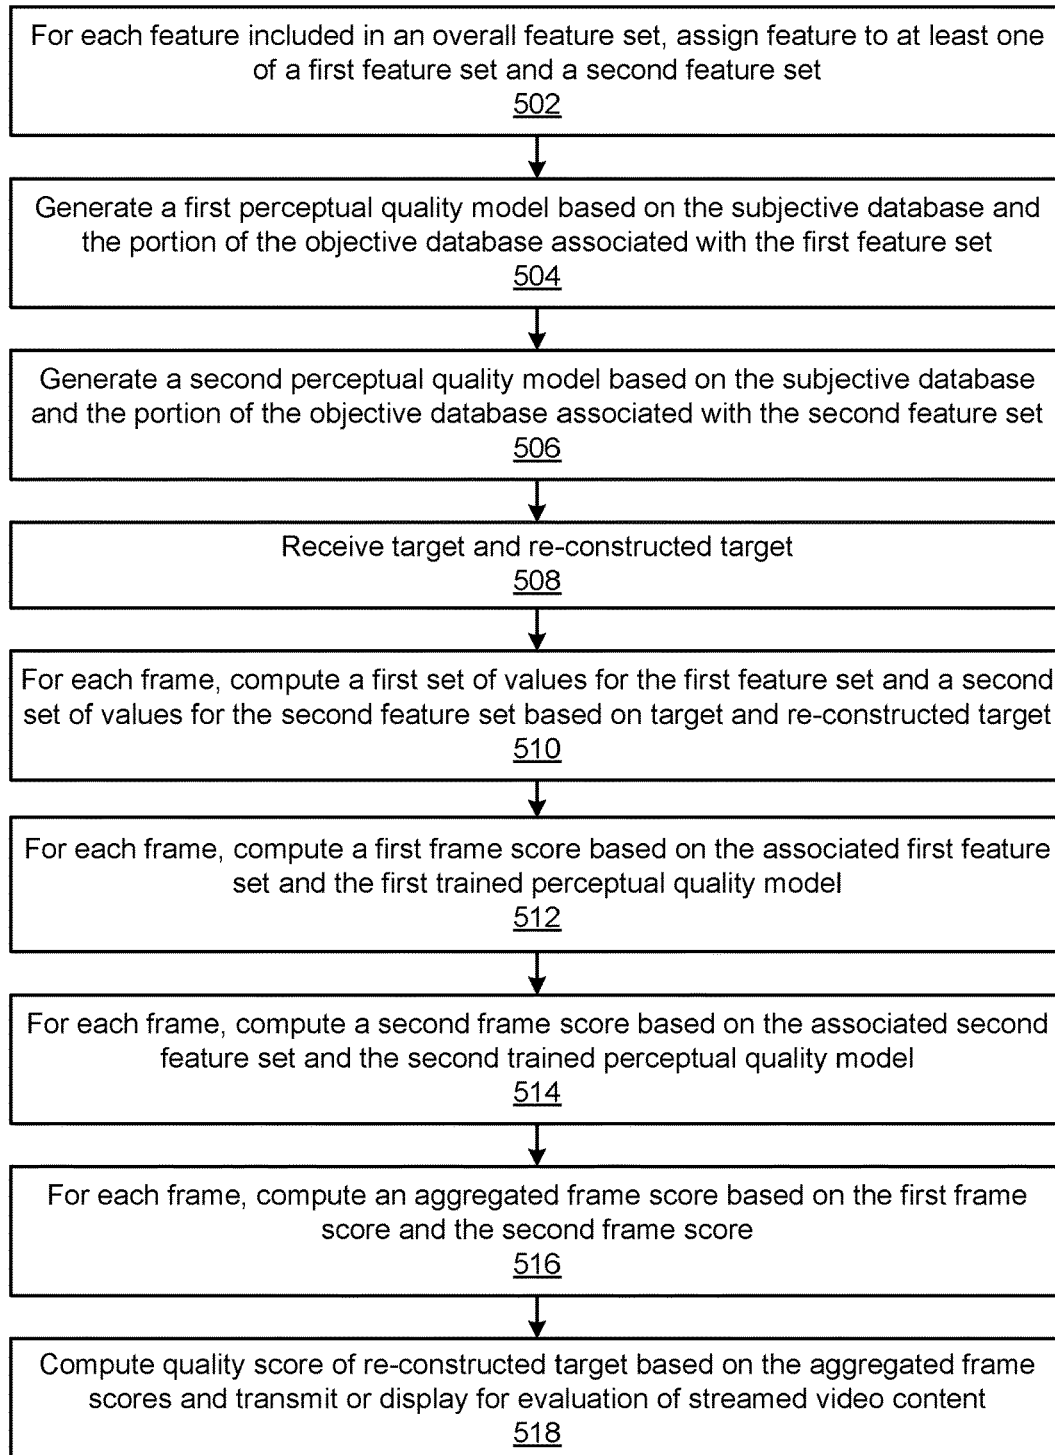 For each feature included in an overall feature set, assign feature to at least one
of a first feature set and a second feature set
502
Generate a first perceptual quality model based on the subjective database and
the portion of the objective database associated with the first feature set
504
Generate a second perceptual quality model based on the subjective database
and the portion of the objective database associated with the second feature set
506
Receive target and re-constructed target
508
For each frame, compute a first set of values for the first feature set and a second
set of values for the second feature set based on target and re-constructed target
510
For each frame, compute a first frame score based on the associated first feature
set and the first trained perceptual quality model
512
For each frame, compute a second frame score based on the associated second
feature set and the second trained perceptual quality model
514
For each frame, compute an aggregated frame score based on the first frame
score and the second frame score
516
Compute quality score of re-constructed target based on the aggregated frame
scores and transmit or display for evaluation of streamed video content
518